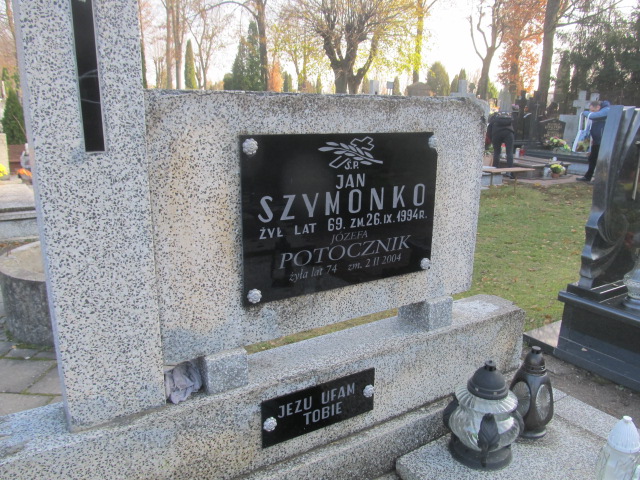 Ś.P.
JAN
SZYMONKO
ŻYŁ LAT 69. ZM. 26.IX.1994R.
JÓZEFA
POTOCZNIK
żyła lat 74 zm. 2 II 2004
JEZU UFAM
TOBIE